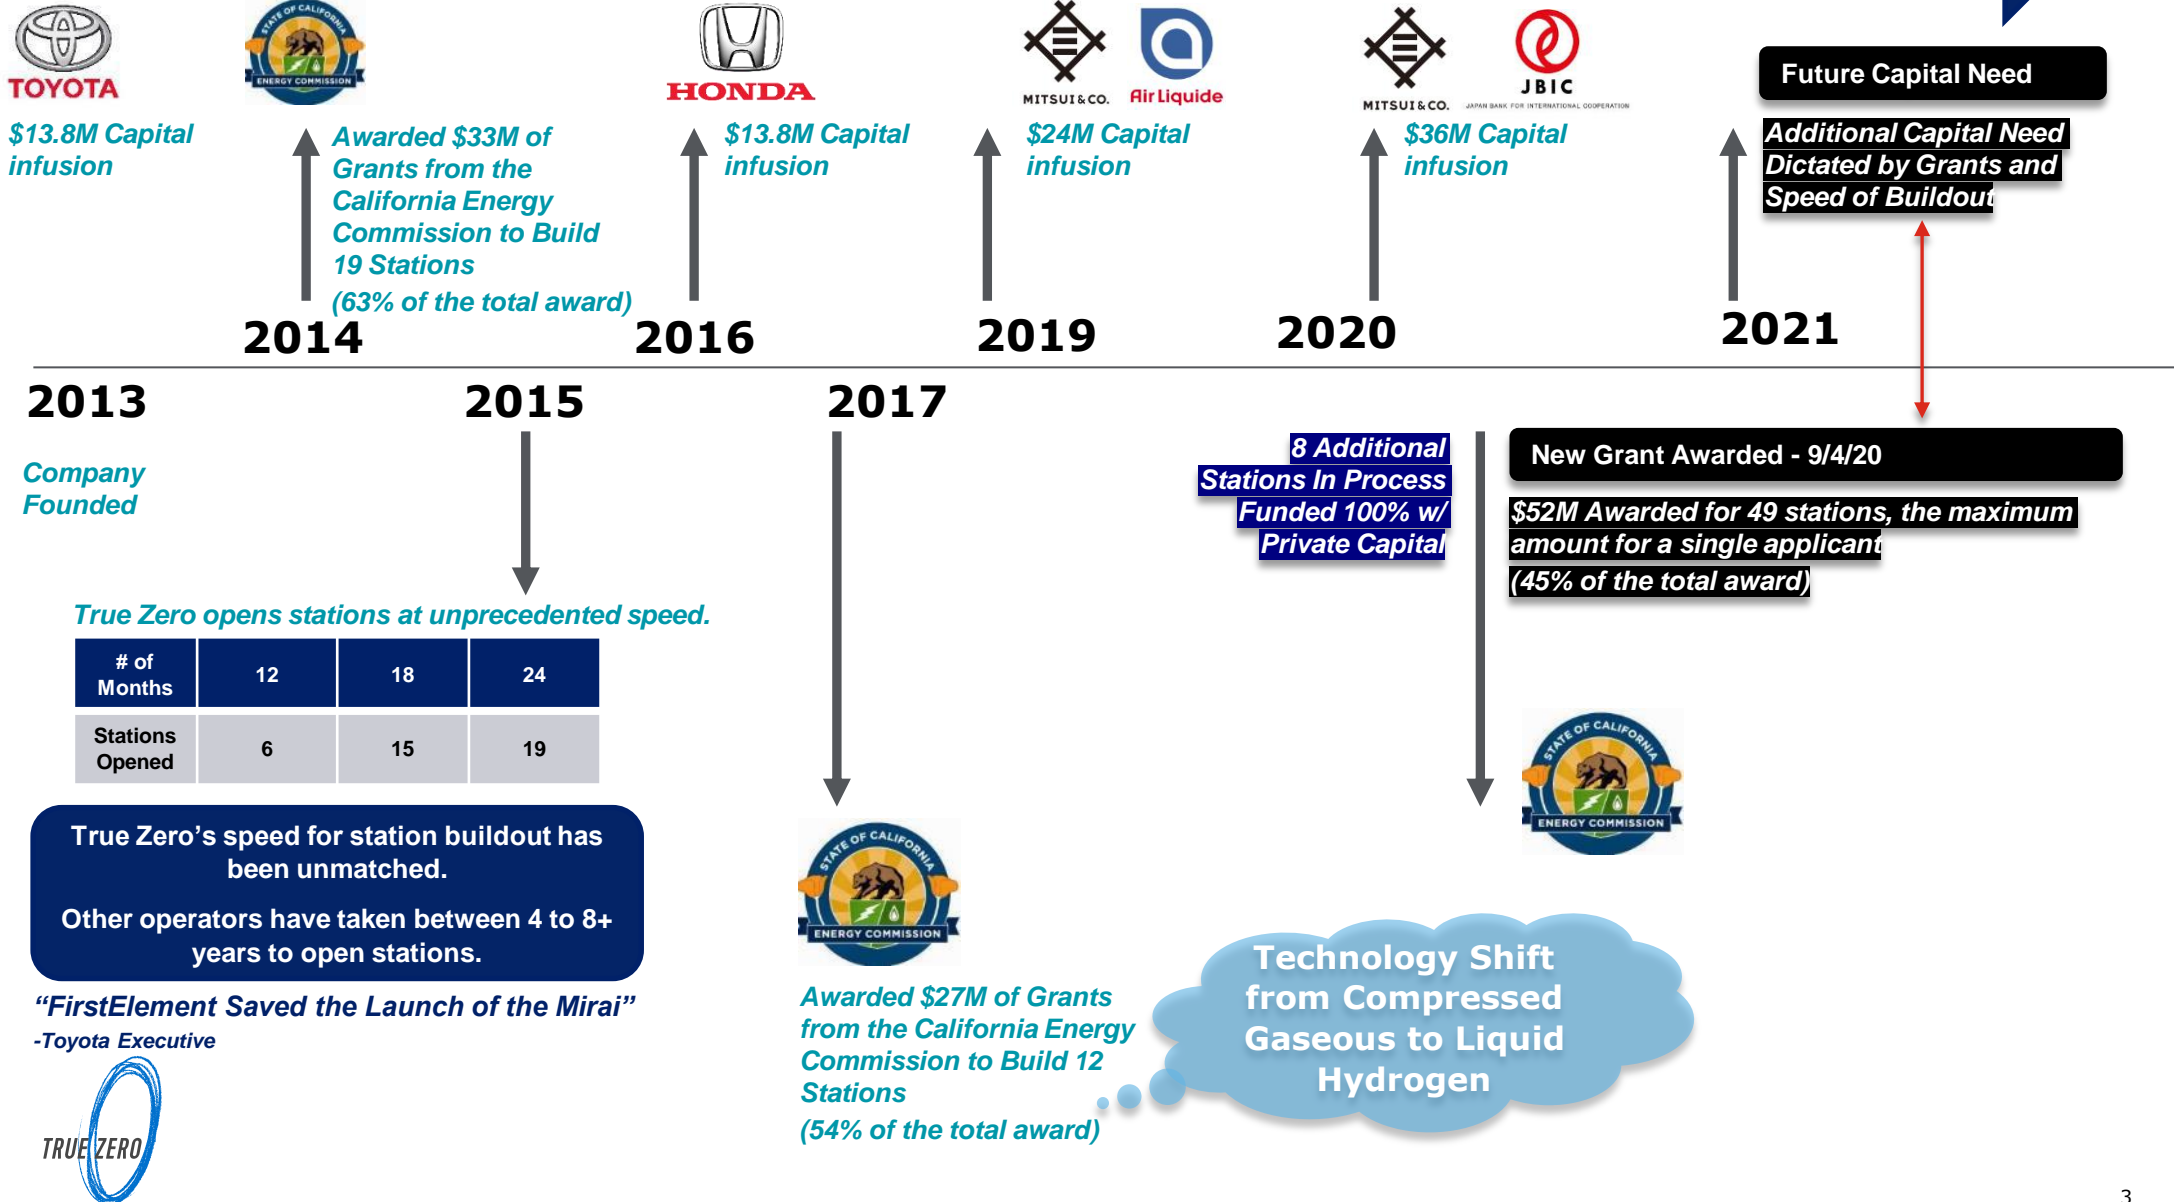 TOYOTA
$13.8M Capital
infusion
STATE OF CALIFORNIA
ENERGY COMMISSION
Awarded $33M of
Grants from the
California Energy
Commission to Build
19 Stations
(63% of the total award)
HONDA
$13.8M Capital
infusion
MITSUI & CO.
Air Liquide
$24M Capital
infusion
MITSUI & CO.
JBIC
JAPAN BANK FOR INTERNATIONAL COOPERATION
$36M Capital
infusion
Future Capital Need
Additional Capital Need
Dictated by Grants and
Speed of Buildout
2014
2016
2019
2020
2021
2013
2015
2017
Company
Founded
8 Additional
Stations In Process
Funded 100% w/
Private Capital
New Grant Awarded - 9/4/20
$52M Awarded for 49 stations, the maximum
amount for a single applicant
(45% of the total award)
True Zero opens stations at unprecedented speed.
# of
Months
12
18
24
Stations
Opened
6
15
19
True Zero’s speed for station buildout has
been unmatched.
Other operators have taken between 4 to 8+
years to open stations.
“FirstElement Saved the Launch of the Mirai”
-Toyota Executive
TRUE ZERO
STATE OF CALIFORNIA
ENERGY COMMISSION
Awarded $27M of Grants
from the California Energy
Commission to Build 12
Stations
(54% of the total award)
STATE OF CALIFORNIA
ENERGY COMMISSION
Technology Shift
from Compressed
Gaseous to Liquid
Hydrogen
3